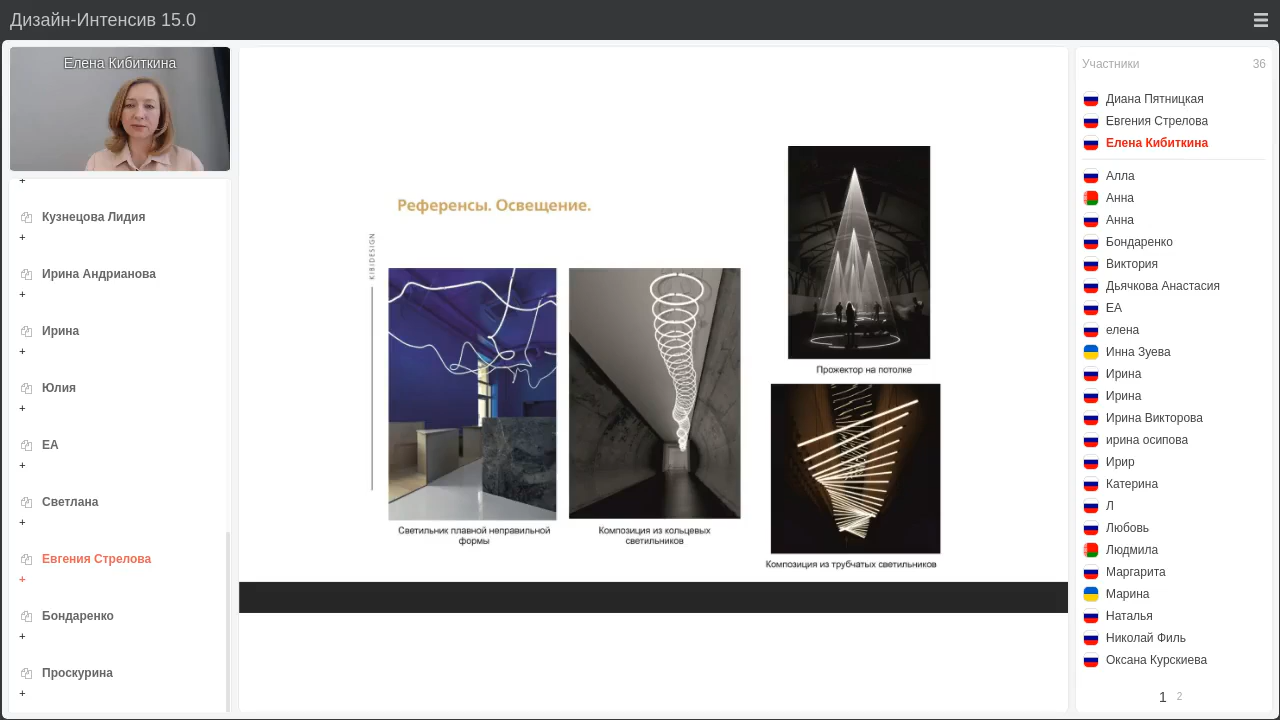 Дизайн-Интенсив 15.0
Елена Кибиткина
+
Кузнецова Лидия
+
Ирина Андрианова
+
Ирина
+
Юлия
+
ЕА
+
Светлана
+
Евгения Стрелова
+
Бондаренко
+
Проскурина
+
Референсы. Освещение.
KIBIDESIGN
Прожектор на потолке
Светильник плавной неправильной
формы
Композиция из кольцевых
светильников
Композиция из трубчатых светильников
Участники 36
Диана Пятницкая
Евгения Стрелова
Елена Кибиткина
Алла
Анна
Анна
Бондаренко
Виктория
Дьячкова Анастасия
ЕА
елена
Инна Зуева
Ирина
Ирина
Ирина Викторова
ирина осипова
Ирир
Катерина
Л
Любовь
Людмила
Маргарита
Марина
Наталья
Николай Филь
Оксана Курскиева
1 2